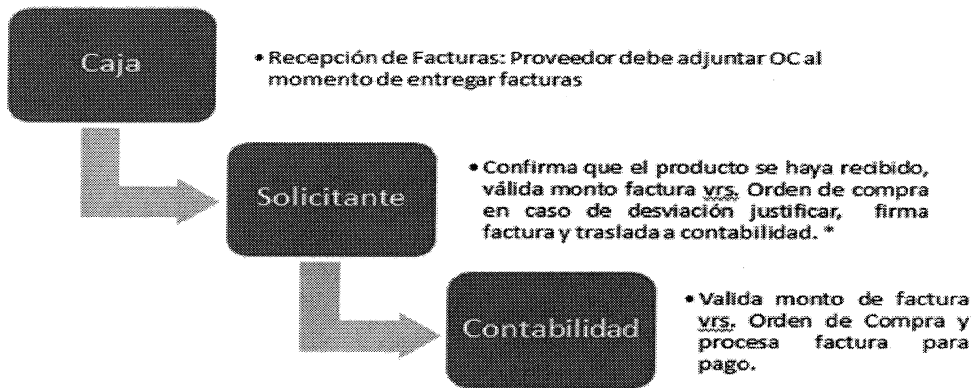 Caja
• Recepción de Facturas: Proveedor debe adjuntar OC al
momento de entregar facturas
Solicitante
• Confirma que el producto se haya recibido,
válida monto factura vrs. Orden de compra
en caso de desviación justificar, firma
factura y traslada a contabilidad. *
Contabilidad
• Valida monto de factura
vrs. Orden de Compra y
procesa factura para
pago.